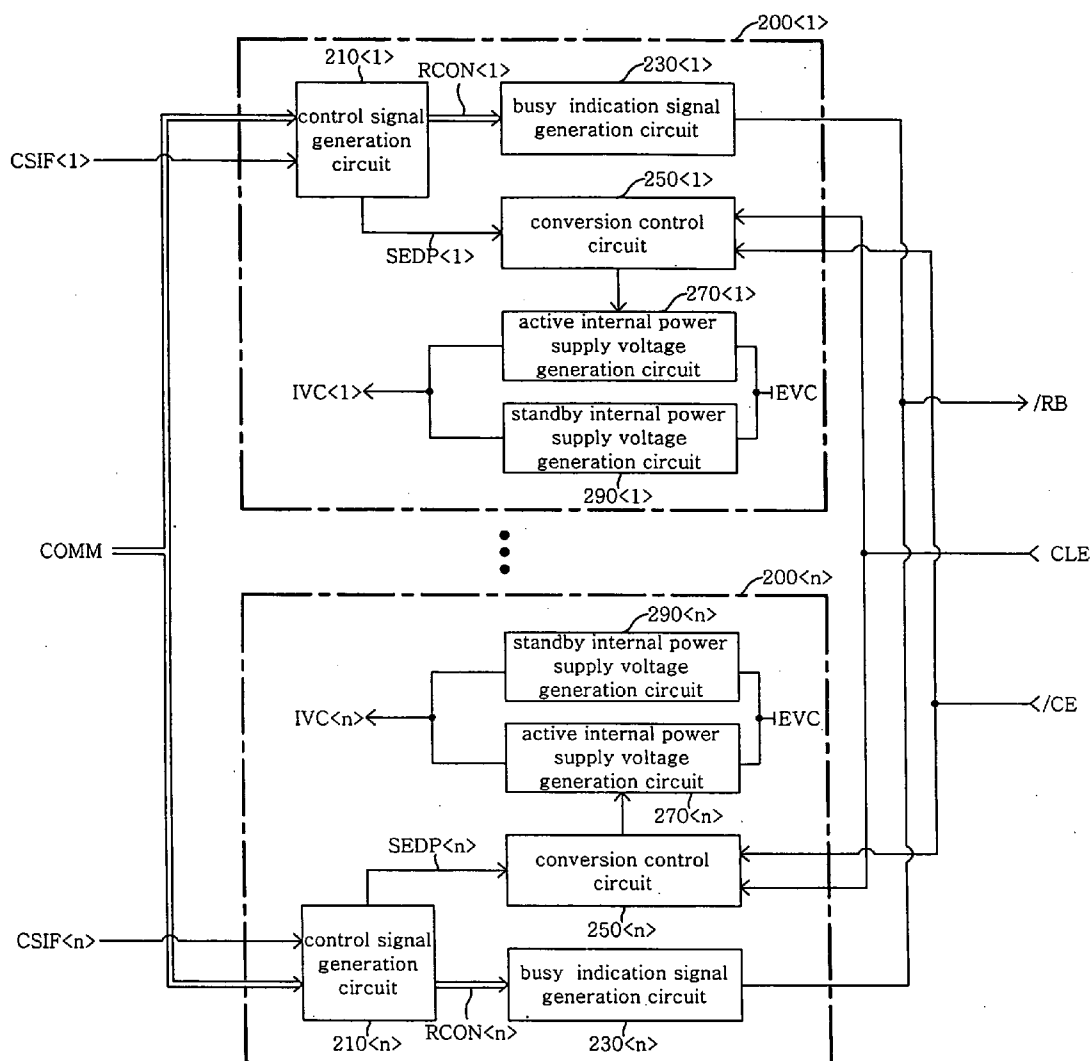 200<1>
210<1>
RCON<1>
230<1>
control signal
generation
circuit
busy indication signal
generation circuit
CSIF<1>
250<1>
conversion control
circuit
SEDP<1>
270<1>
active internal power
supply voltage
generation circuit
IVC<1>
EVC
/RB
standby internal power
supply voltage
generation circuit
290<1>
COMM
CLE
200<n>
290<n>
standby internal power
supply voltage
generation circuit
IVC<n>
EVC
/CE
active internal power
supply voltage
generation circuit
270<n>
SEDP<n>
conversion control
circuit
250<n>
CSIF<n>
control signal
generation
circuit
busy indication signal
generation circuit
RCON<n>
210<n>
230<n>